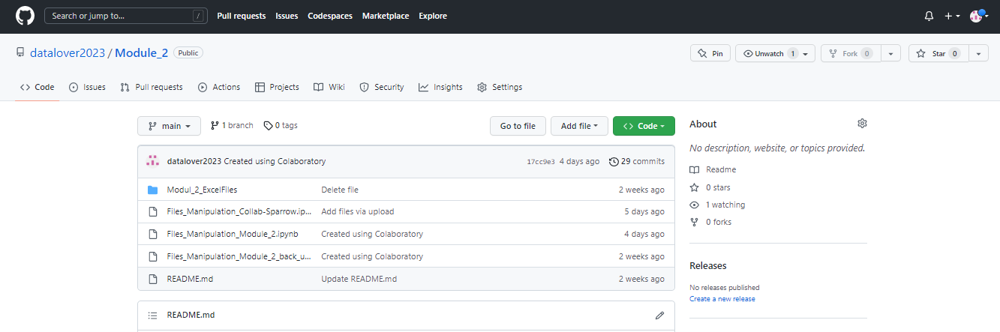 Search or jump to... / Pull requests Issues Codespaces Marketplace Explore
datalover2023 / Module_2 Public Pin Unwatch 1 Fork 0 Star 0
Code Issues Pull requests Actions Projects Wiki Security Insights Settings
main 1 branch 0 tags Go to file Add file Code
datalover2023 Created using Colaboratory 17cc9e3 4 days ago 29 commits
Modul_2_ExcelFiles Delete file 2 weeks ago
Files_Manipulation_Collab-Sparrow.ip... Add files via upload 5 days ago
Files_Manipulation_Module_2.ipynb Created using Colaboratory 4 days ago
Files_Manipulation_Module_2_back_u... Created using Colaboratory 2 weeks ago
README.md Update README.md 2 weeks ago
README.md
About
No description, website, or topics provided.
Readme
0 stars
1 watching
0 forks
Releases
No releases published
Create a new release